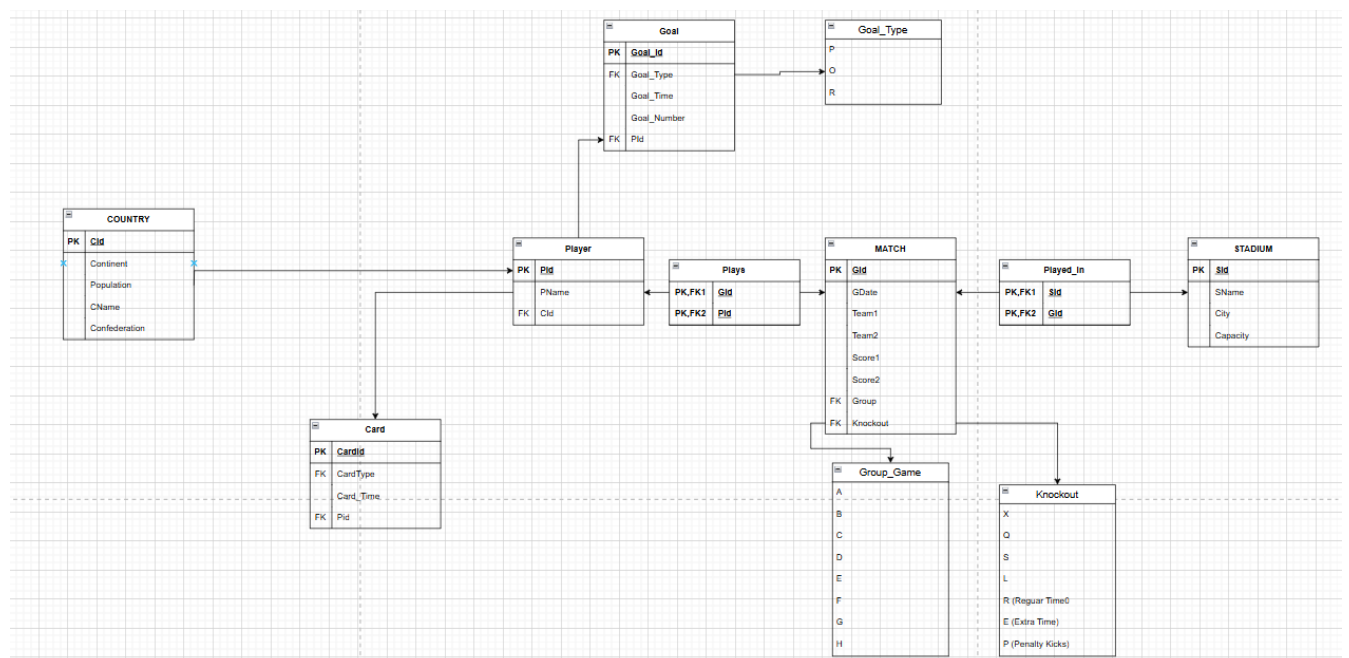 Goal
PK Goal_Id
FK Goal_Type
Goal_Time
Goal_Number
FK PId
Goal_Type
P
O
R
COUNTRY
PK CId
Continent
Population
CName
Confederation
Player
PK PId
PName
FK CId
Plays
PK,FK1 GId
PK,FK2 PId
MATCH
PK GId
GDate
Team1
Team2
Score1
Score2
FK Group
FK Knockout
Played_In
PK,FK1 SId
PK,FK2 GId
STADIUM
PK SId
SName
City
Capacity
Card
PK CardId
FK CardType
Card_Time
FK Pid
Group_Game
A
B
C
D
E
F
G
H
Knockout
X
Q
S
L
R (Reguar Time0
E (Extra Time)
P (Penalty Kicks)